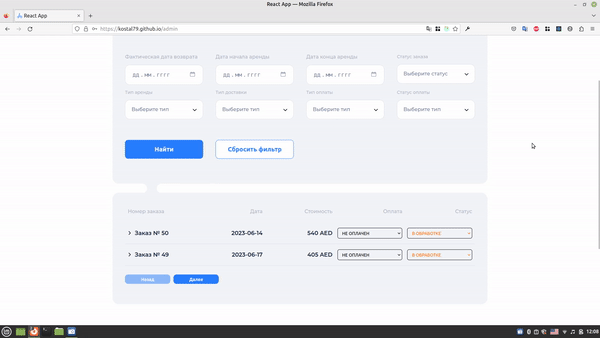 React App — Mozilla Firefox
React App
https://kostal79.github.io/admin
Фактическая дата возврата Дата начала аренды Дата конца аренды Статус заказа
дд . мм . гггг дд . мм . гггг дд . мм . гггг Выберите статус
Тип аренды Тип доставки Тип оплаты Статус оплаты
Выберите тип Выберите тип Выберите тип Выберите тип
Найти Сбросить фильтр
Номер заказа Дата Стоимость Оплата Статус
Заказ № 50 2023-06-14 540 AED НЕ ОПЛАЧЕН В ОБРАБОТКЕ
Заказ № 49 2023-06-17 405 AED НЕ ОПЛАЧЕН В ОБРАБОТКЕ
Назад Далее
12:08